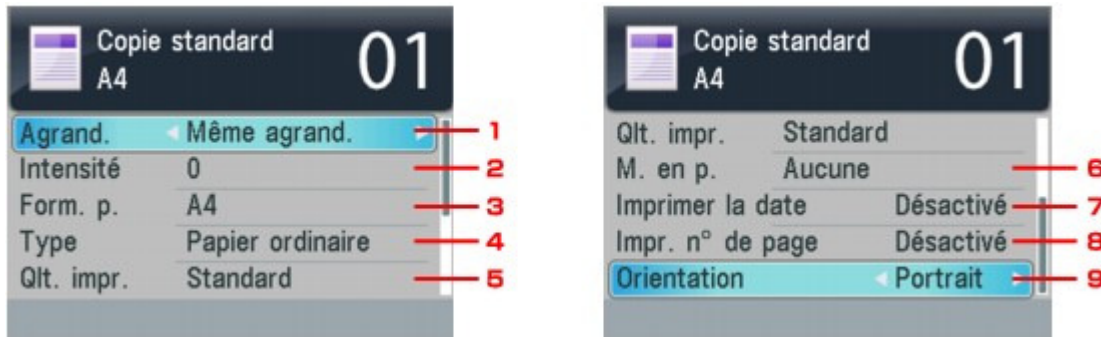 Copie standard
A4
01
Agrand. Même agrand. 1
Intensité 0 2
Form. p. A4 3
Type Papier ordinaire 4
Qlt. impr. Standard 5
Copie standard
A4
01
Qlt. impr. Standard
M. en p. Aucune 6
Imprimer la date Désactivé 7
Impr. n° de page Désactivé 8
Orientation Portrait 9